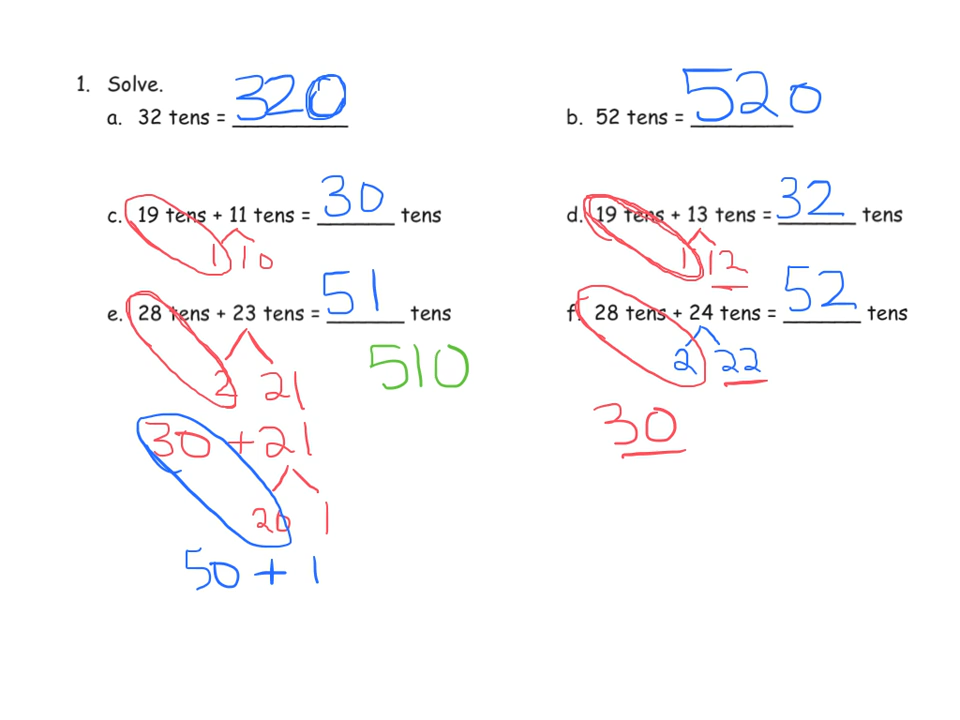 1. Solve.
a. 32 tens = 320
b. 52 tens = 520
c. 19 tens + 11 tens = 30 tens
1 10
d. 19 tens + 13 tens = 32 tens
1 12
e. 28 tens + 23 tens = 51 tens
2 21
510
30 + 21
20 1
50 + 1
f. 28 tens + 24 tens = 52 tens
2 22
30